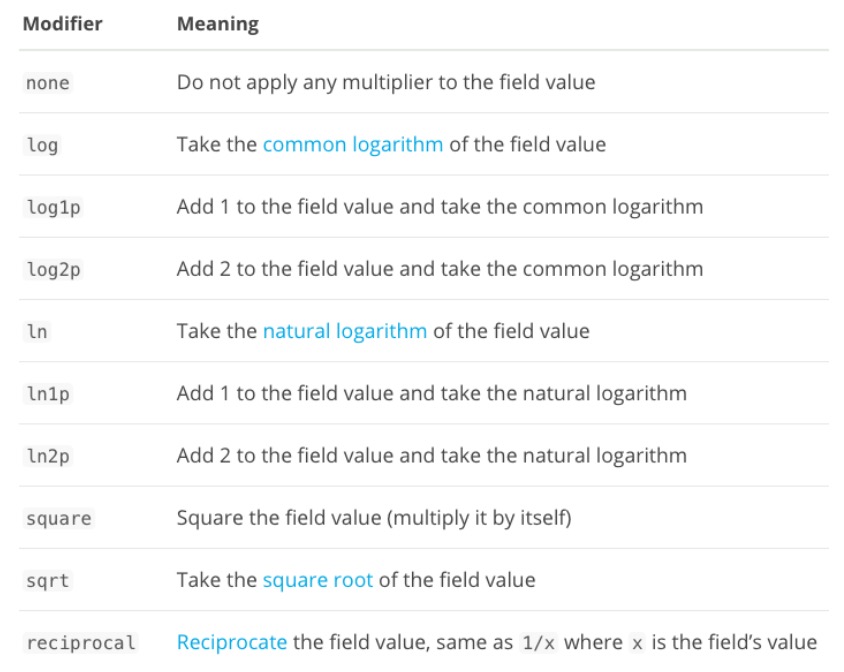 Modifier Meaning
none Do not apply any multiplier to the field value
log Take the common logarithm of the field value
log1p Add 1 to the field value and take the common logarithm
log2p Add 2 to the field value and take the common logarithm
ln Take the natural logarithm of the field value
ln1p Add 1 to the field value and take the natural logarithm
ln2p Add 2 to the field value and take the natural logarithm
square Square the field value (multiply it by itself)
sqrt Take the square root of the field value
reciprocal Reciprocate the field value, same as 1/x where x is the field’s value